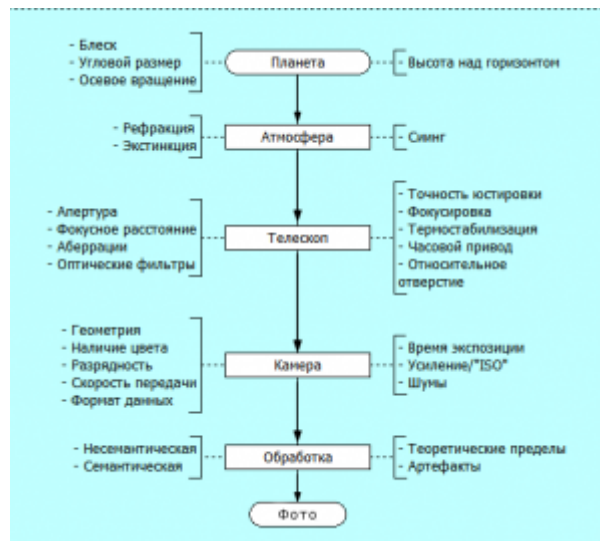 - Блеск
- Угловой размер
- Осевое вращение
Планета
- Высота над горизонтом
- Рефракция
- Экстинкция
Атмосфера
- Сиинг
- Апертура
- Фокусное расстояние
- Аберрации
- Оптические фильтры
Телескоп
- Точность юстировки
- Фокусировка
- Термостабилизация
- Часовой привод
- Относительное
отверстие
- Геометрия
- Наличие цвета
- Разрядность
- Скорость передачи
- Формат данных
Камера
- Время экспозиции
- Усиление/"ISO"
- Шумы
- Несемантическая
- Семантическая
Обработка
- Теоретические пределы
- Артефакты
Фото